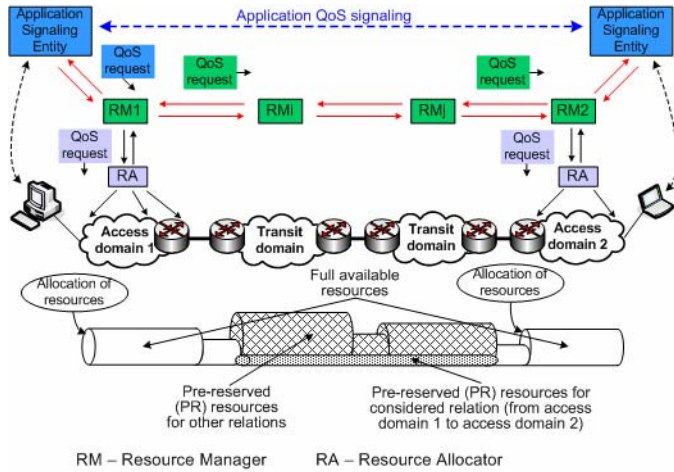 Application QoS signaling
Application
Signaling
Entity
Application
Signaling
Entity
QoS
request
QoS
request
QoS
request
RM1
RMi
RMj
RM2
QoS
request
QoS
request
RA
RA
Access
domain 1
Transit
domain
Transit
domain
Access
domain 2
Allocation of
resources
Full available
resources
Allocation of
resources
Pre-reserved
(PR) resources
for other relations
Pre-reserved (PR) resources for
considered relation (from access
domain 1 to access domain 2)
RM – Resource Manager
RA – Resource Allocator